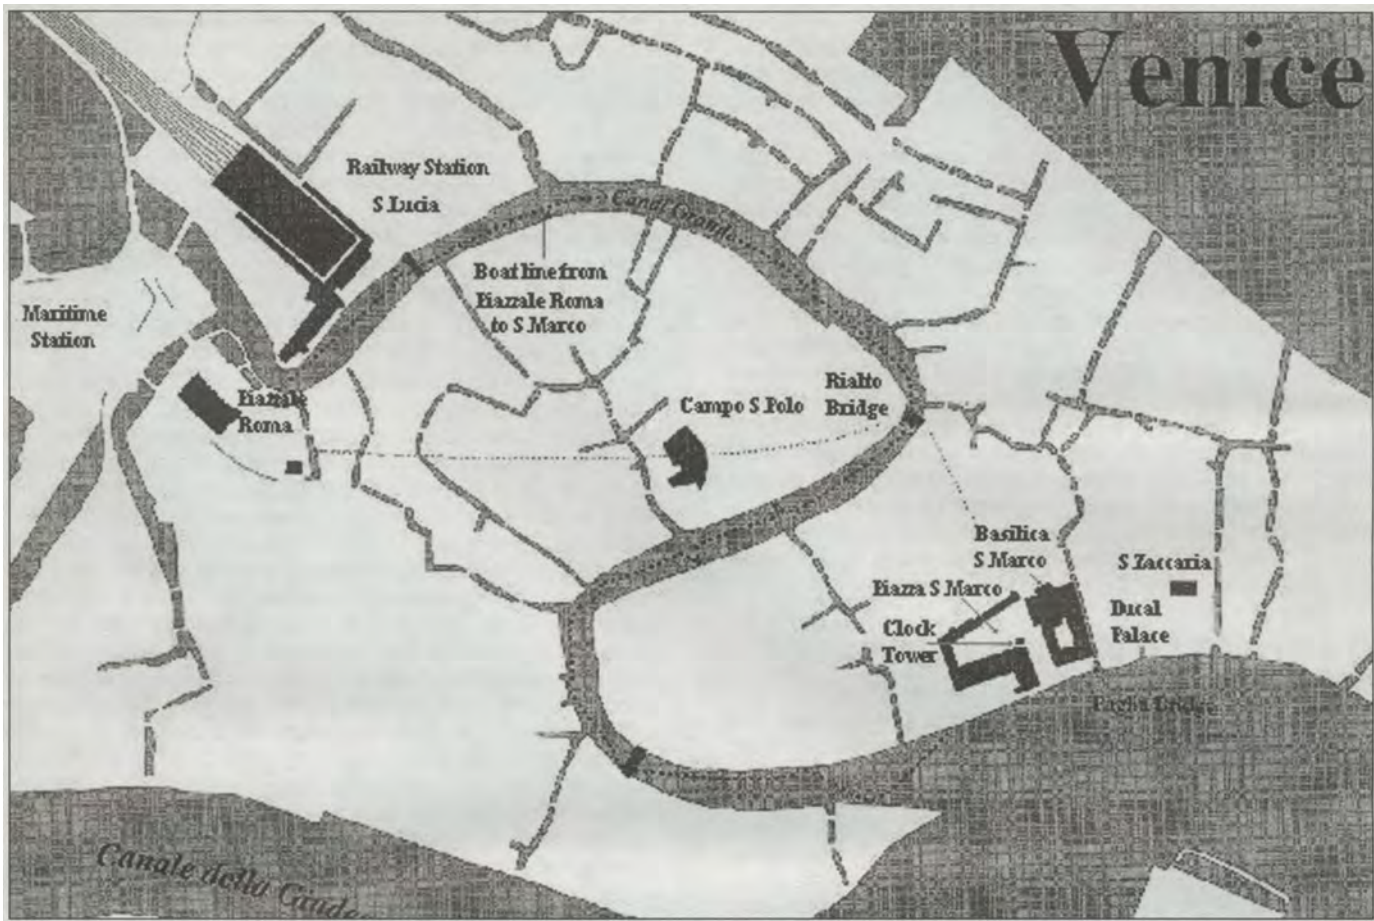 Venice
Railway Station
S.Lucia
Canal Grande
Boat line from
Piazzale Roma
to S.Marco
Maritime
Station
Piazzale
Roma
Rialto
Bridge
Campo S.Polo
Basilica
S.Marco
S.Zaccaria
Piazza S.Marco
Ducal
Palace
Clock
Tower
Paglia Bridge
Canale della